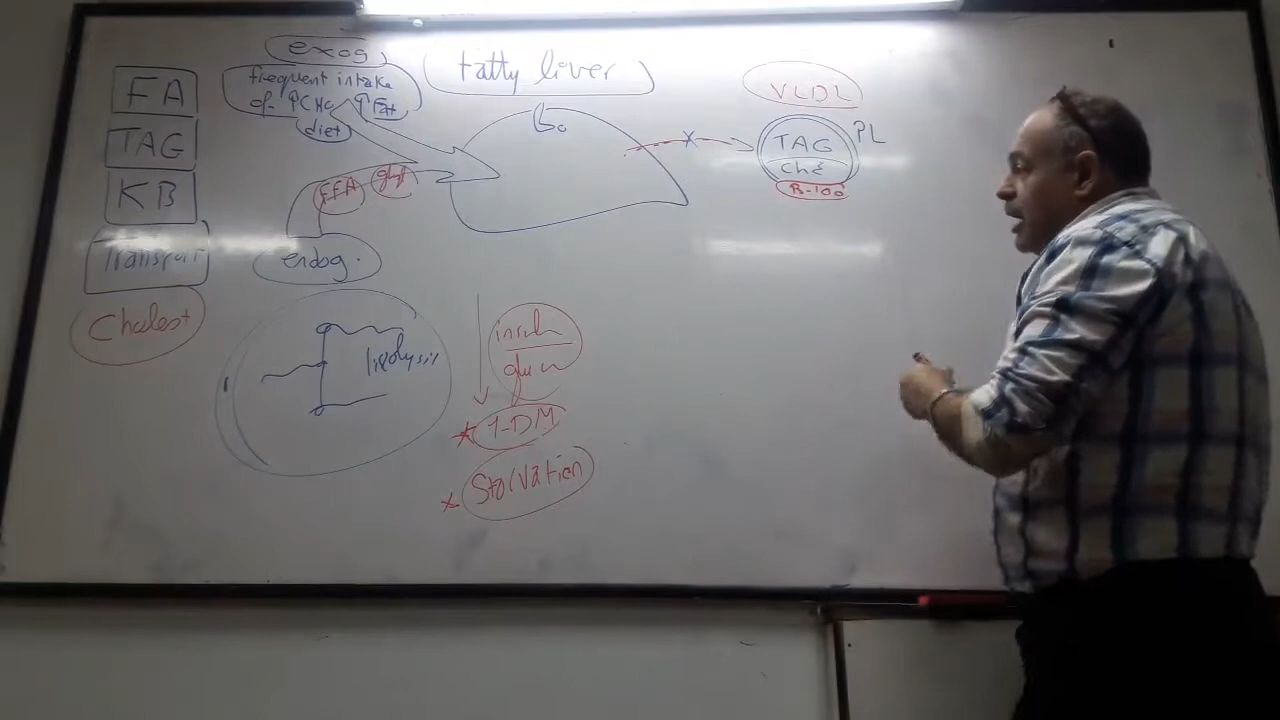 FA
TAG
KB
Transport
Cholest
exog
frequent intake
of ↑CHO ↑Fat
diet
FFA
endog.
lipolysis
fatty liver
insulin
T-DM
Starvation
VLDL
TAG
PL
B-100